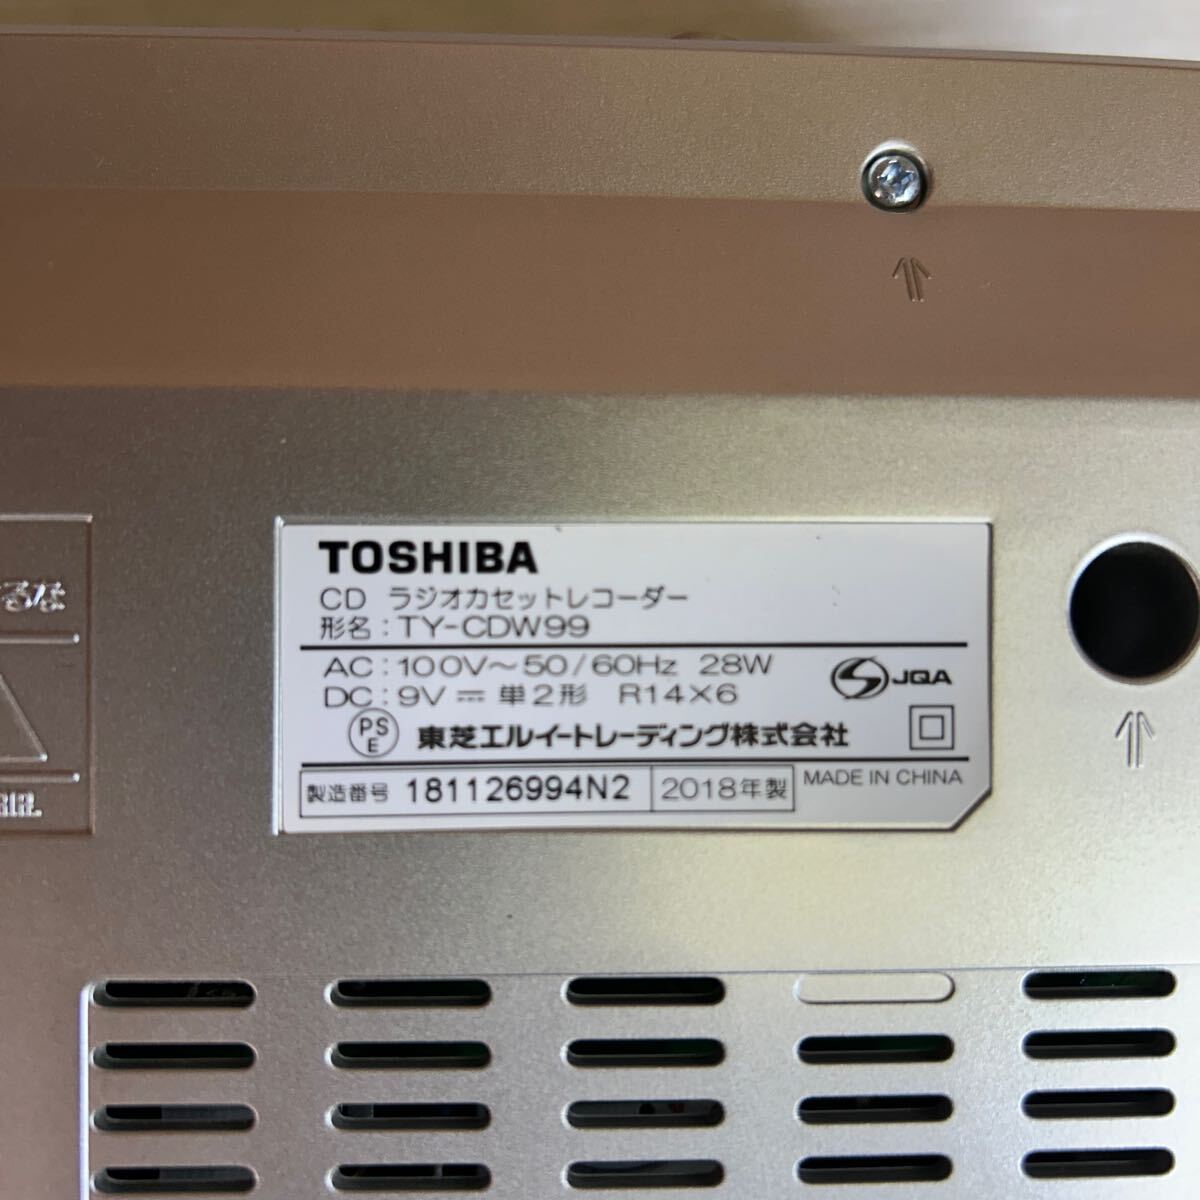 TOSHIBA
CD ラジオカセットレコーダー
形名：TY-CDW99
AC：100V～50/60Hz 28W
DC：9V⎓ 単2形 R14×6
JQA
PSE 東芝エルイートレーディング株式会社
製造番号 181126994N2 2018年製
MADE IN CHINA
るな